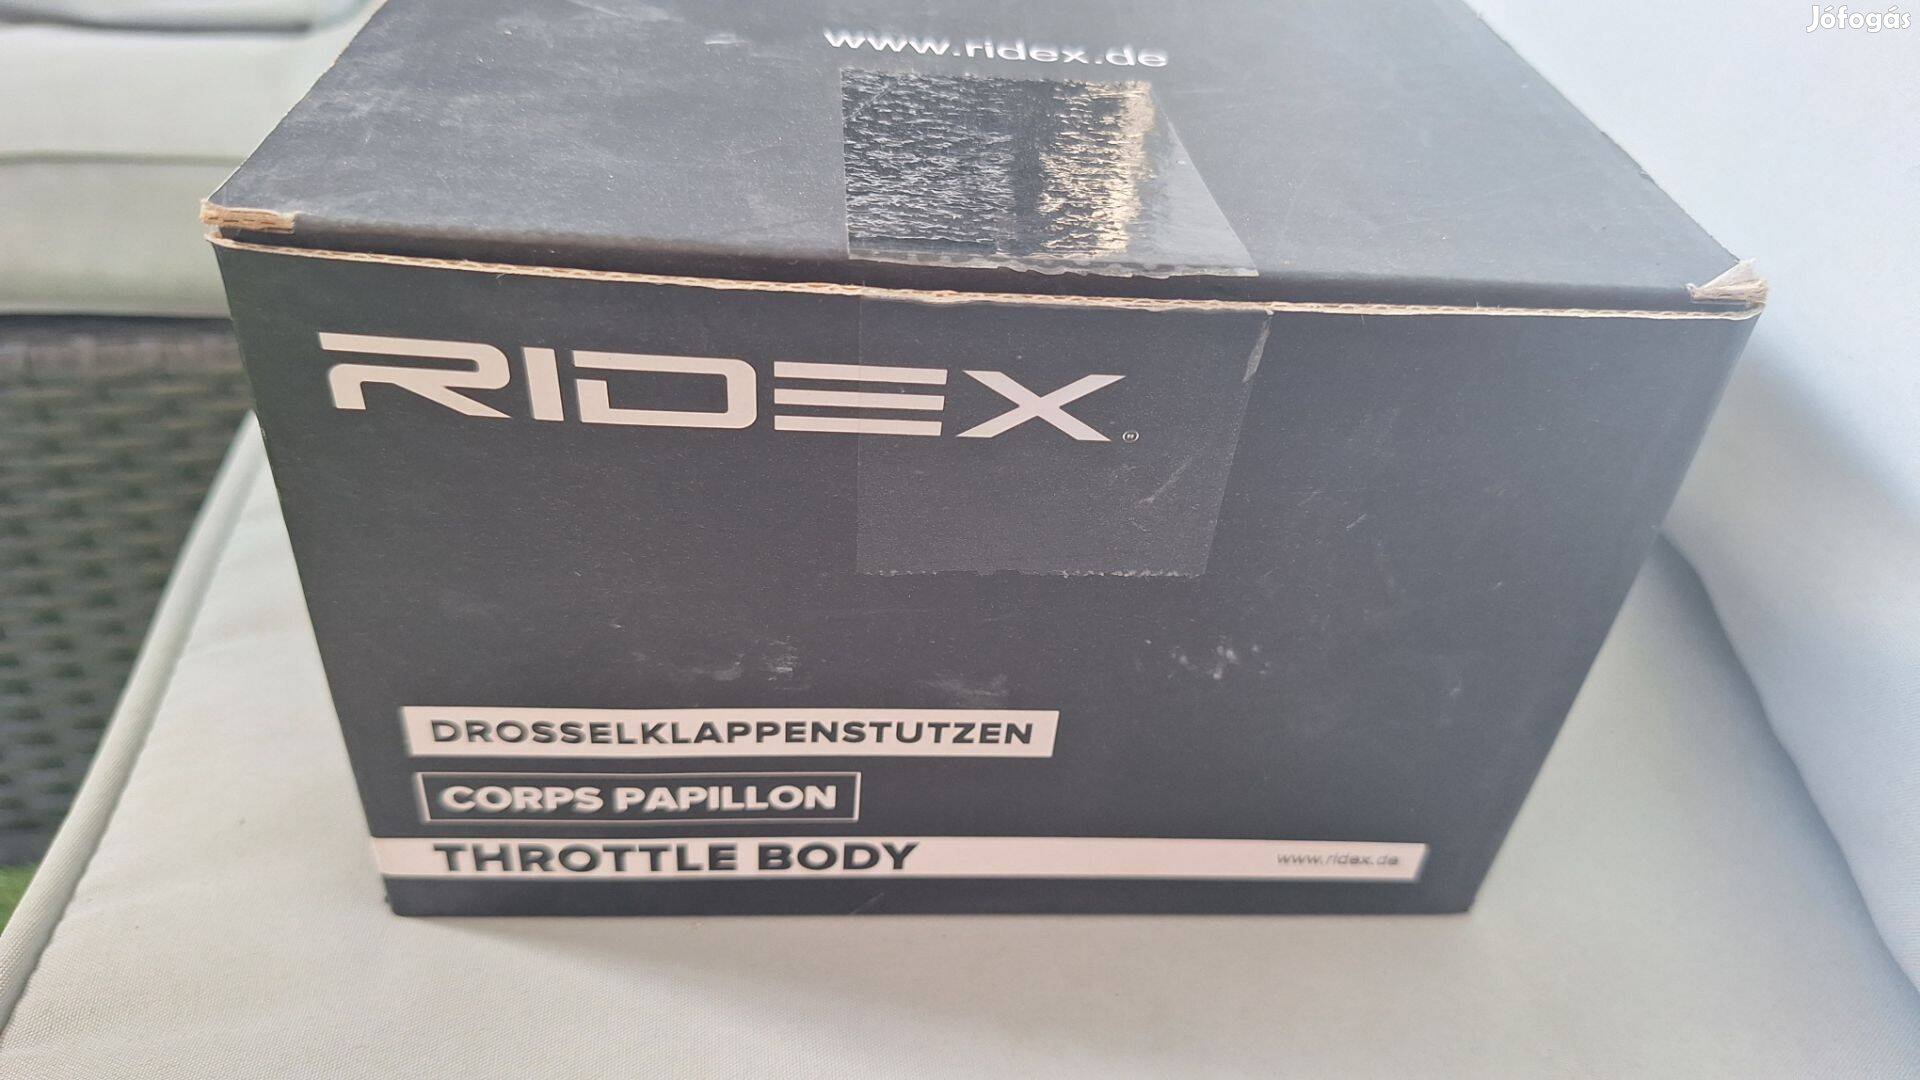 Jófogás
www.ridex.de
RIDEX®
DROSSELKLAPPENSTUTZEN
CORPS PAPILLON
THROTTLE BODY www.ridex.de